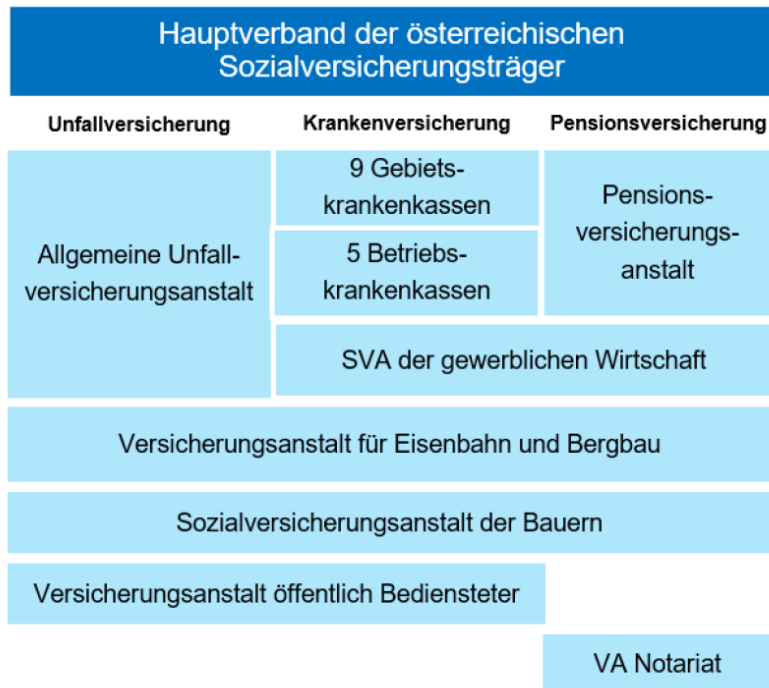 Hauptverband der österreichischen
Sozialversicherungsträger
Unfallversicherung
Krankenversicherung
Pensionsversicherung
Allgemeine Unfall-
versicherungsanstalt
9 Gebiets-
krankenkassen
5 Betriebs-
krankenkassen
Pensions-
versicherungs-
anstalt
SVA der gewerblichen Wirtschaft
Versicherungsanstalt für Eisenbahn und Bergbau
Sozialversicherungsanstalt der Bauern
Versicherungsanstalt öffentlich Bediensteter
VA Notariat